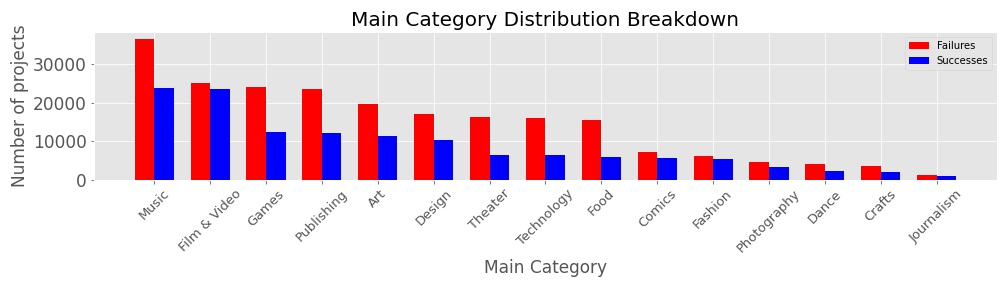 Main Category Distribution Breakdown
Number of projects
30000
20000
10000
0
Failures
Successes
Music
Film & Video
Games
Publishing
Art
Design
Theater
Technology
Food
Comics
Fashion
Photography
Dance
Crafts
Journalism
Main Category